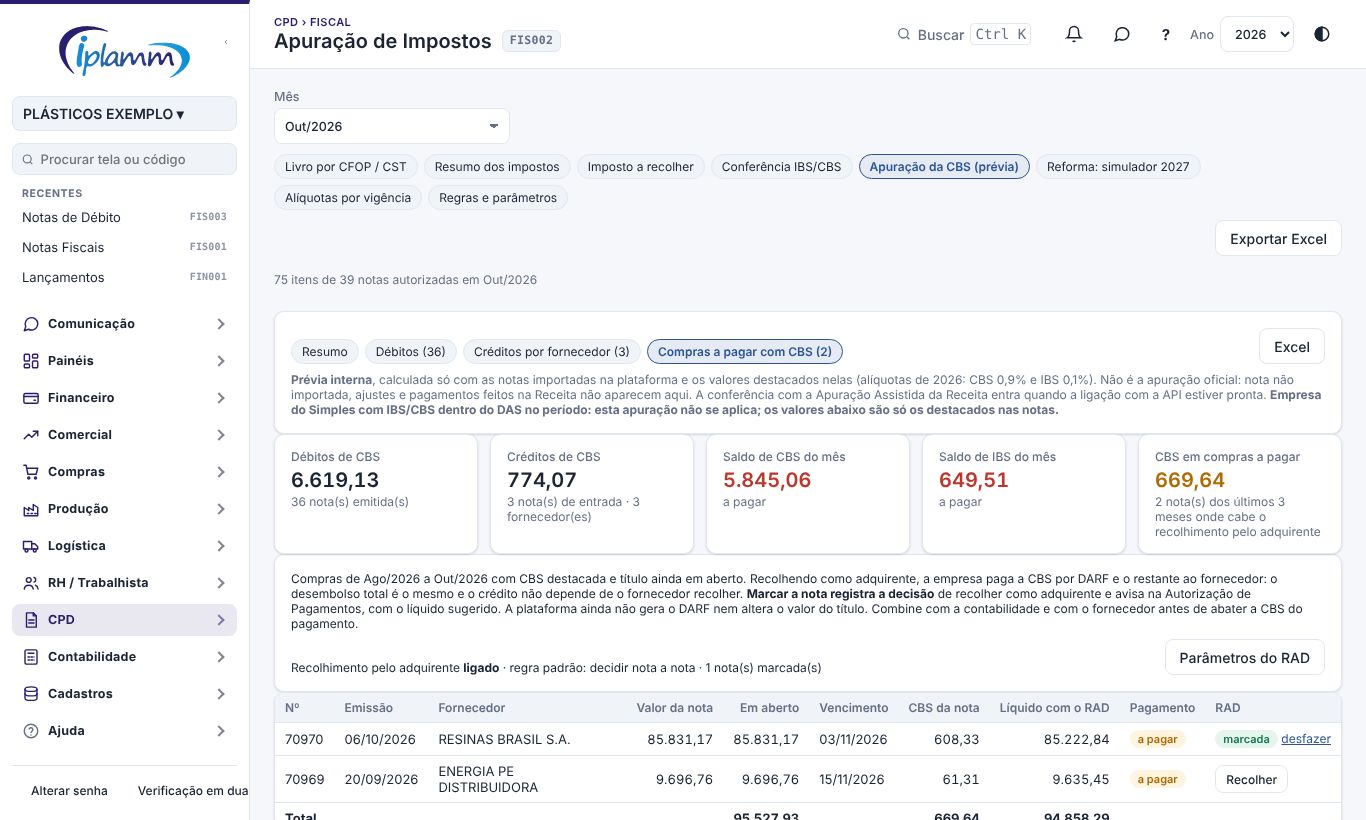 iplamm
‹
PLÁSTICOS EXEMPLO ▾
Procurar tela ou código
RECENTES
Notas de Débito FIS003
Notas Fiscais FIS001
Lançamentos FIN001
Comunicação
Painéis
Financeiro
Comercial
Compras
Produção
Logística
RH / Trabalhista
CPD
Contabilidade
Cadastros
Ajuda
Alterar senha Verificação em dua
CPD › FISCAL
Apuração de Impostos FIS002
Buscar Ctrl K ? Ano 2026
Mês
Out/2026
Livro por CFOP / CST Resumo dos impostos Imposto a recolher Conferência IBS/CBS Apuração da CBS (prévia) Reforma: simulador 2027
Alíquotas por vigência Regras e parâmetros
Exportar Excel
75 itens de 39 notas autorizadas em Out/2026
Resumo Débitos (36) Créditos por fornecedor (3) Compras a pagar com CBS (2) Excel
Prévia interna, calculada só com as notas importadas na plataforma e os valores destacados nelas (alíquotas de 2026: CBS 0,9% e IBS 0,1%). Não é a apuração oficial: nota não
importada, ajustes e pagamentos feitos na Receita não aparecem aqui. A conferência com a Apuração Assistida da Receita entra quando a ligação com a API estiver pronta. Empresa
do Simples com IBS/CBS dentro do DAS no período: esta apuração não se aplica; os valores abaixo são só os destacados nas notas.
Débitos de CBS
6.619,13
36 nota(s) emitida(s)
Créditos de CBS
774,07
3 nota(s) de entrada · 3
fornecedor(es)
Saldo de CBS do mês
5.845,06
a pagar
Saldo de IBS do mês
649,51
a pagar
CBS em compras a pagar
669,64
2 nota(s) dos últimos 3
meses onde cabe o
recolhimento pelo adquirente
Compras de Ago/2026 a Out/2026 com CBS destacada e título ainda em aberto. Recolhendo como adquirente, a empresa paga a CBS por DARF e o restante ao fornecedor: o
desembolso total é o mesmo e o crédito não depende de o fornecedor recolher. Marcar a nota registra a decisão de recolher como adquirente e avisa na Autorização de
Pagamentos, com o líquido sugerido. A plataforma ainda não gera o DARF nem altera o valor do título. Combine com a contabilidade e com o fornecedor antes de abater a CBS do
pagamento.
Recolhimento pelo adquirente ligado · regra padrão: decidir nota a nota · 1 nota(s) marcada(s) Parâmetros do RAD
Nº Emissão Fornecedor Valor da nota Em aberto Vencimento CBS da nota Líquido com o RAD Pagamento RAD
70970 06/10/2026 RESINAS BRASIL S.A. 85.831,17 85.831,17 03/11/2026 608,33 85.222,84 a pagar marcada desfazer
70969 20/09/2026 ENERGIA PE
DISTRIBUIDORA 9.696,76 9.696,76 15/11/2026 61,31 9.635,45 a pagar Recolher
Total 95.527,93 669,64 94.858,29